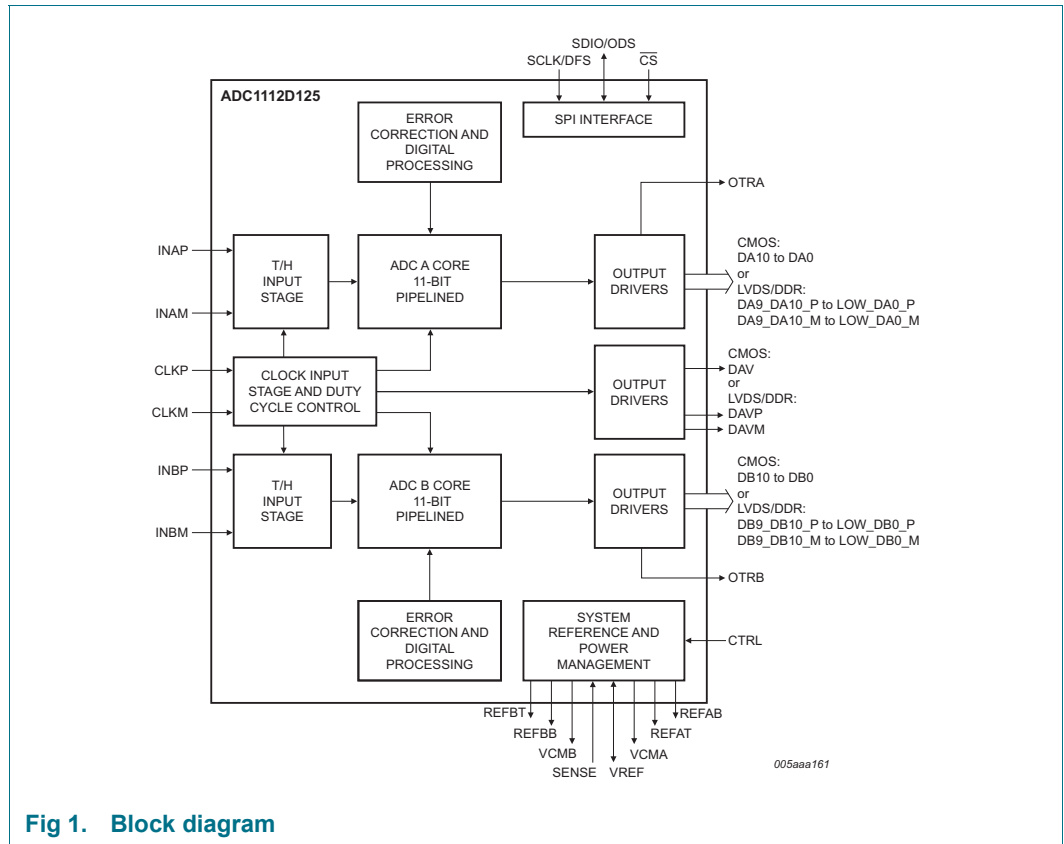 SDIO/ODS
SCLK/DFS
CS
ADC1112D125
ERROR
CORRECTION AND
DIGITAL
PROCESSING
SPI INTERFACE
OTRA
INAP
INAM
T/H
INPUT
STAGE
ADC A CORE
11-BIT
PIPELINED
OUTPUT
DRIVERS
CMOS:
DA10 to DA0
or
LVDS/DDR:
DA9_DA10_P to LOW_DA0_P
DA9_DA10_M to LOW_DA0_M
CLKP
CLKM
CLOCK INPUT
STAGE AND DUTY
CYCLE CONTROL
OUTPUT
DRIVERS
CMOS:
DAV
or
LVDS/DDR:
DAVP
DAVM
INBP
INBM
T/H
INPUT
STAGE
ADC B CORE
11-BIT
PIPELINED
OUTPUT
DRIVERS
CMOS:
DB10 to DB0
or
LVDS/DDR:
DB9_DB10_P to LOW_DB0_P
DB9_DB10_M to LOW_DB0_M
OTRB
ERROR
CORRECTION AND
DIGITAL
PROCESSING
SYSTEM
REFERENCE AND
POWER
MANAGEMENT
CTRL
REFBT
REFBB
VCMB
SENSE
VREF
VCMA
REFAT
REFAB
005aaa161
Fig 1. Block diagram